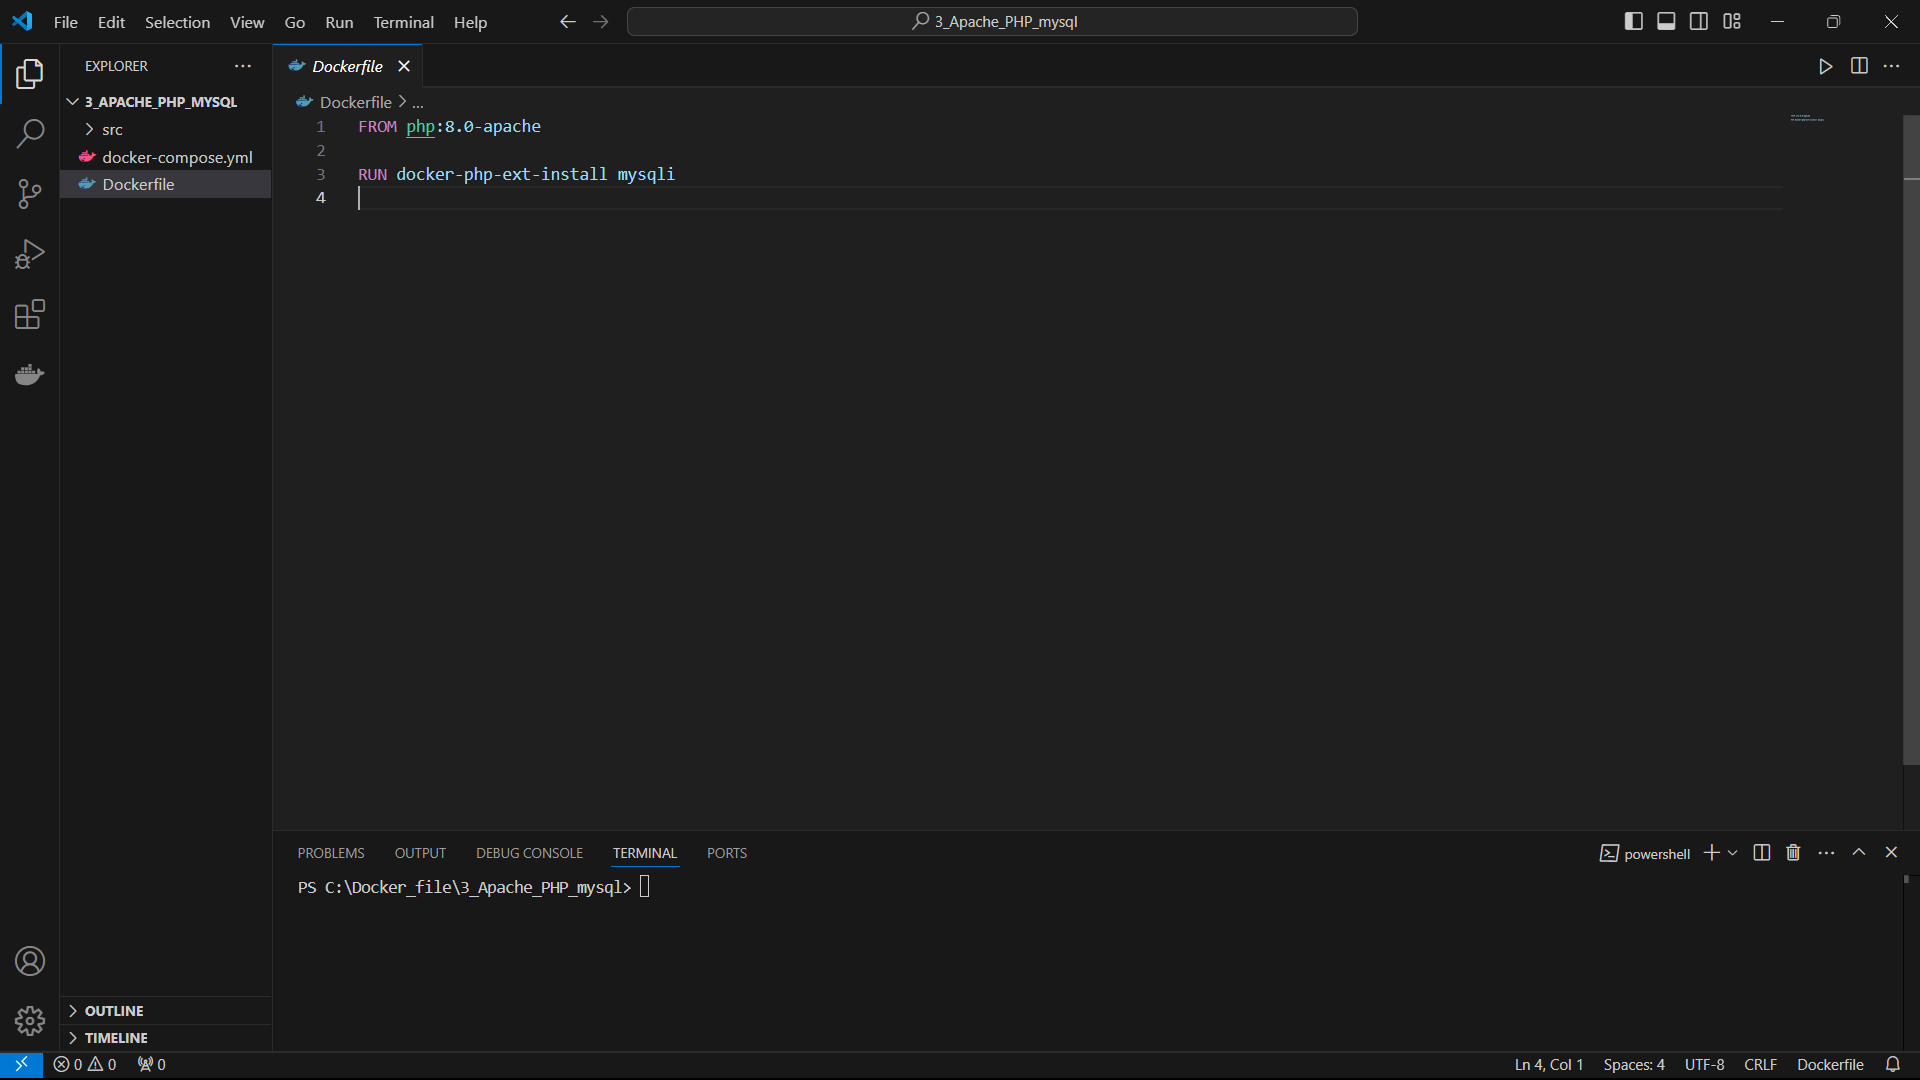 File Edit Selection View Go Run Terminal Help
3_Apache_PHP_mysql
EXPLORER
3_APACHE_PHP_MYSQL
src
docker-compose.yml
Dockerfile
OUTLINE
TIMELINE
Dockerfile
Dockerfile > ...
1 FROM php:8.0-apache
2
3 RUN docker-php-ext-install mysqli
4
PROBLEMS OUTPUT DEBUG CONSOLE TERMINAL PORTS
powershell
PS C:\Docker_file\3_Apache_PHP_mysql>
0 0 0
Ln 4, Col 1 Spaces: 4 UTF-8 CRLF Dockerfile